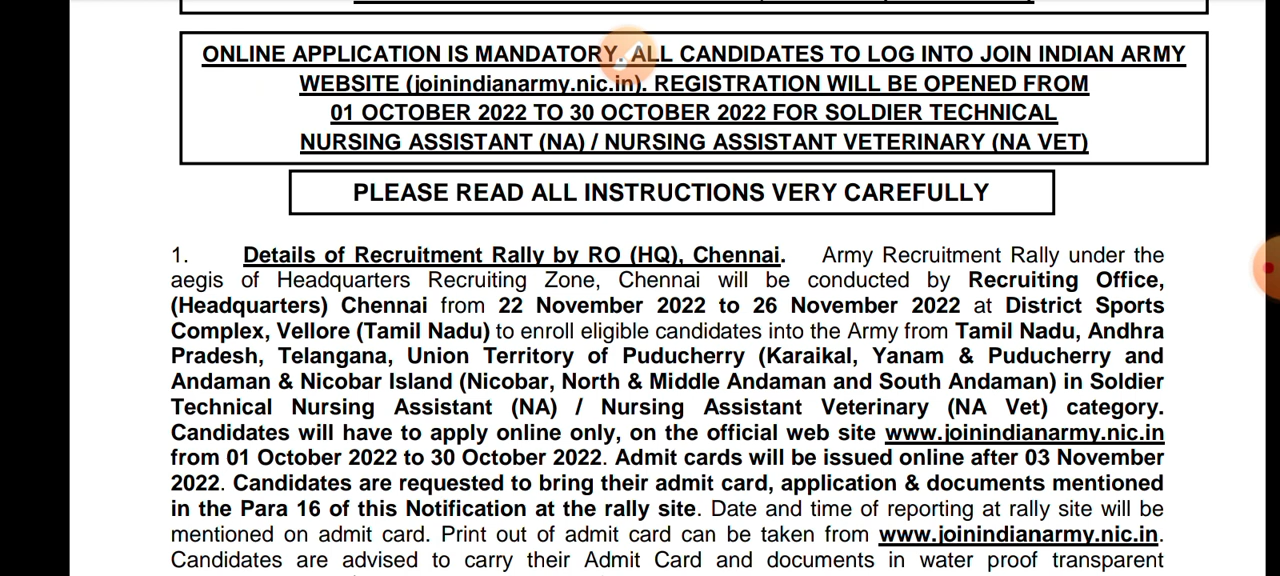 ONLINE APPLICATION IS MANDATORY. ALL CANDIDATES TO LOG INTO JOIN INDIAN ARMY
WEBSITE (joinindianarmy.nic.in). REGISTRATION WILL BE OPENED FROM
01 OCTOBER 2022 TO 30 OCTOBER 2022 FOR SOLDIER TECHNICAL
NURSING ASSISTANT (NA) / NURSING ASSISTANT VETERINARY (NA VET)
PLEASE READ ALL INSTRUCTIONS VERY CAREFULLY
1. Details of Recruitment Rally by RO (HQ), Chennai. Army Recruitment Rally under the
aegis of Headquarters Recruiting Zone, Chennai will be conducted by Recruiting Office,
(Headquarters) Chennai from 22 November 2022 to 26 November 2022 at District Sports
Complex, Vellore (Tamil Nadu) to enroll eligible candidates into the Army from Tamil Nadu, Andhra
Pradesh, Telangana, Union Territory of Puducherry (Karaikal, Yanam & Puducherry and
Andaman & Nicobar Island (Nicobar, North & Middle Andaman and South Andaman) in Soldier
Technical Nursing Assistant (NA) / Nursing Assistant Veterinary (NA Vet) category.
Candidates will have to apply online only, on the official web site www.joinindianarmy.nic.in
from 01 October 2022 to 30 October 2022. Admit cards will be issued online after 03 November
2022. Candidates are requested to bring their admit card, application & documents mentioned
in the Para 16 of this Notification at the rally site. Date and time of reporting at rally site will be
mentioned on admit card. Print out of admit card can be taken from www.joinindianarmy.nic.in.
Candidates are advised to carry their Admit Card and documents in water proof transparent